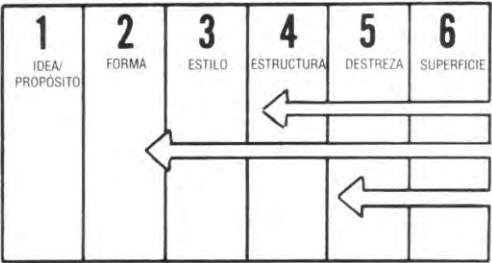 1 2 3 4 5 6
IDEA/ FORMA ESTILO ESTRUCTURA DESTREZA SUPERFICIE
PROPÓSITO